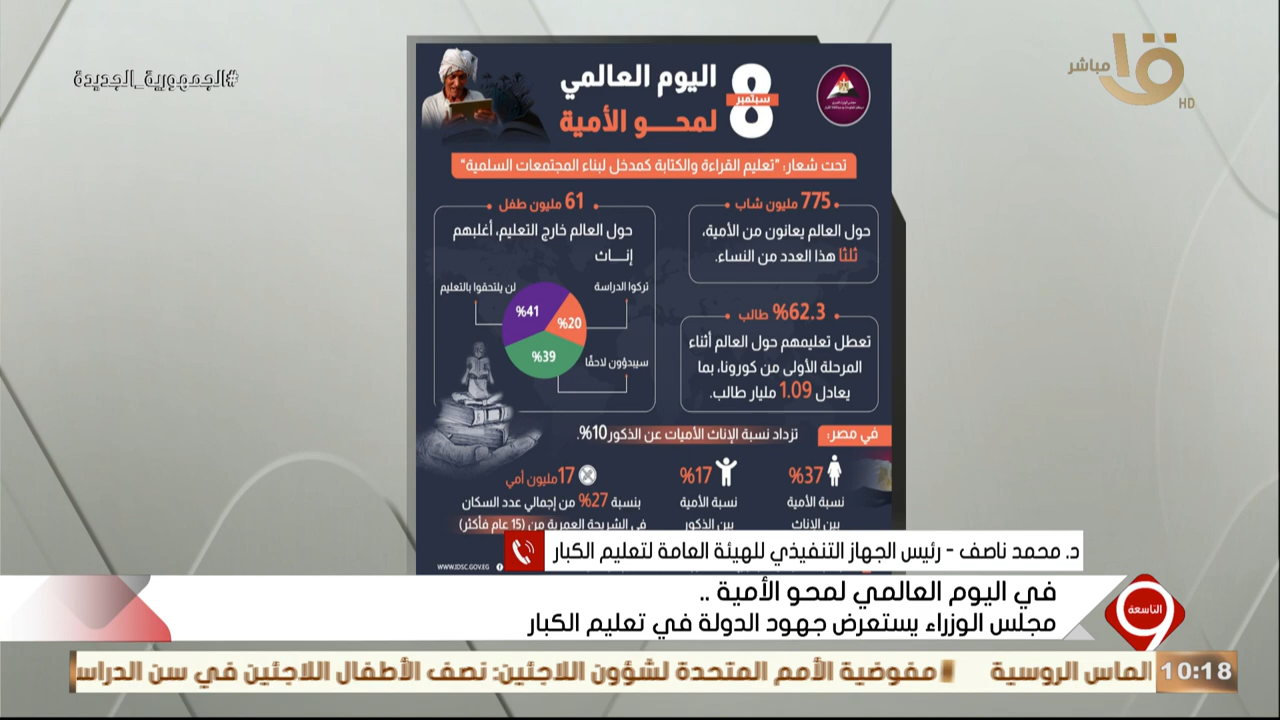 #الجمهورية_الجديدة
مباشر
HD
8
سبتمبر
اليوم العالمي
لمحـــو الأمية
تحت شعار: "تعليم القراءة والكتابة كمدخل لبناء المجتمعات السلمية"
775 مليون شاب
حول العالم يعانون من الأمية،
ثلثا هذا العدد من النساء.
61 مليون طفل
حول العالم خارج التعليم، أغلبهم
إنـــاث
تركوا الدراسة
لن يلتحقوا بالتعليم
%41
%20
%39
سيبدؤون لاحقًا
%62.3 طالب
تعطل تعليمهم حول العالم أثناء
المرحلة الأولى من كورونا، بما
يعادل 1.09 مليار طالب.
في مصر:
تزداد نسبة الإناث الأميات عن الذكور 10%.
%37
نسبة الأمية
بين الإناث
%17
نسبة الأمية
بين الذكور
17 مليون أمي
بنسبة 27% من إجمالي عدد السكان
في الشريحة العمرية من (15 عام فأكثر)
WWW.IDSC.GOV.EG
د. محمد ناصف - رئيس الجهاز التنفيذي للهيئة العامة لتعليم الكبار
التاسعة
في اليوم العالمي لمحو الأمية ..
مجلس الوزراء يستعرض جهود الدولة في تعليم الكبار
10:18
الماس الروسية
مفوضية الأمم المتحدة لشؤون اللاجئين: نصف الأطفال اللاجئين في سن الدراس